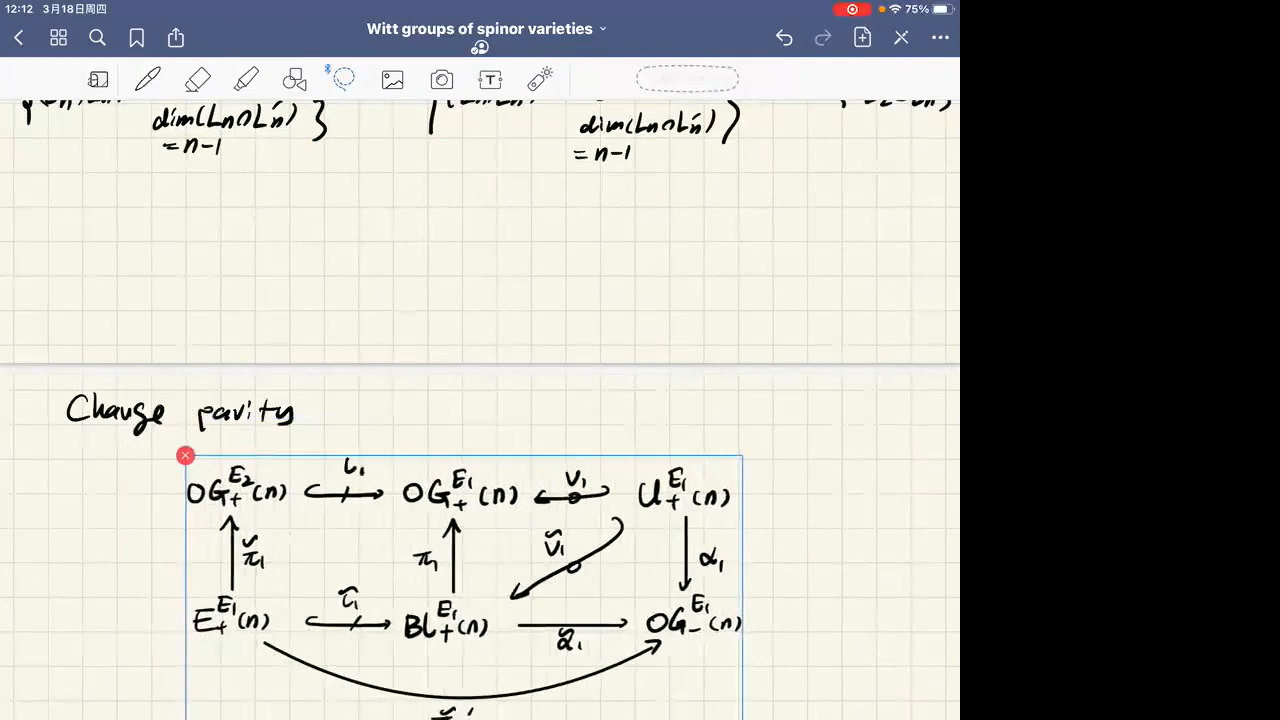 12:12 3月18日周四
75%
Witt groups of spinor varieties
dim(Ln∩L'n) }
= n-1
dim(Ln∩L'n) )
= n-1
Change parity
OG₊^{E₂}(n) ι₁ OG₊^{E₁}(n) υ₁ U₊^{E₁}(n)
π̃₁ π₁ υ̃₁ α₁
E₊^{E₁}(n) ι̃₁ Bl₊^{E₁}(n) α̃₁ OG₋^{E₁}(n)